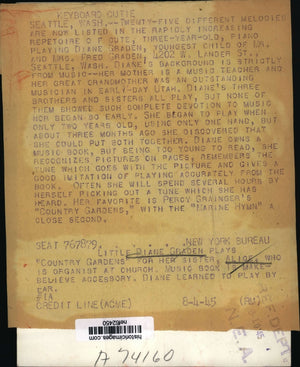 KEYBOARD CUTIE
SEATTLE, WASH.--TWENTY-FIVE DIFFERENT MELODIES
ARE NOW LISTED IN THE RAPIDLY INCREASING
REPETOIRE OF CUTE, THREE-YEAR-OLD, PIANO
PLAYING DIANE GRADEN, YOUNGEST CHILD OF MR.
AND MRS. FRED GRADEN, 4202 W. LANDER ST.,
SEATTLE, WASH. DIANE'S BACKGROUND IS STRICTLY
FROM MUSIC--HER MOTHER IS A MUSIC TEACHER AND
HER GREAT GRANDMOTHER WAS AN OUTSTANDING
MUSICIAN IN EARLY-DAY UTAH. DIANE'S THREE
BROTHERS AND SISTERS ALL PLAY, BUT NONE OF
THEM SHOWED SUCH COMPLETE DEVOTION TO MUSIC
NOR BEGAN SO EARLY. SHE BEGAN TO PLAY WHEN
ONLY TWO YEARS OLD, USING ONLY ONE HAND, BUT
ABOUT THREE MONTHS AGO SHE DISCOVERED THAT
SHE COULD PUT BOTH TOGETHER. DIANE OWNS A
MUSIC BOOK, BUT BEING TOO YOUNG TO READ, SHE
RECOGNIZES PICTURES ON PAGES, REMEMBERS THE
TUNE WHICH GOES WITH THE PICTURE AND GIVES A
GOOD IMITATION OF PLAYING ACCURATELY FROM THE
BOOK. OFTEN SHE WILL SPEND SEVERAL HOURS BY
HERSELF PICKING OUT A TUNE WHICH SHE HAS
HEARD. HER FAVORITE IS PERCY GRAINGER'S
"COUNTRY GARDENS," WITH THE "MARINE HYMN" A
CLOSE SECOND.
SEAT 767829 NEW YORK BUREAU
LITTLE DIANE GRADEN PLAYS
"COUNTRY GARDENS" FOR HER SISTER, WHO
IS ORGANIST AT CHURCH. MUSIC BOOK IS MAKE-
BELIEVE ACCESSORY. DIANE LEARNED TO PLAY BY
EAR.
CREDIT LINE (ACME) 8-4-45 (RM)
historicimages.com
A 74160
N.E.A.